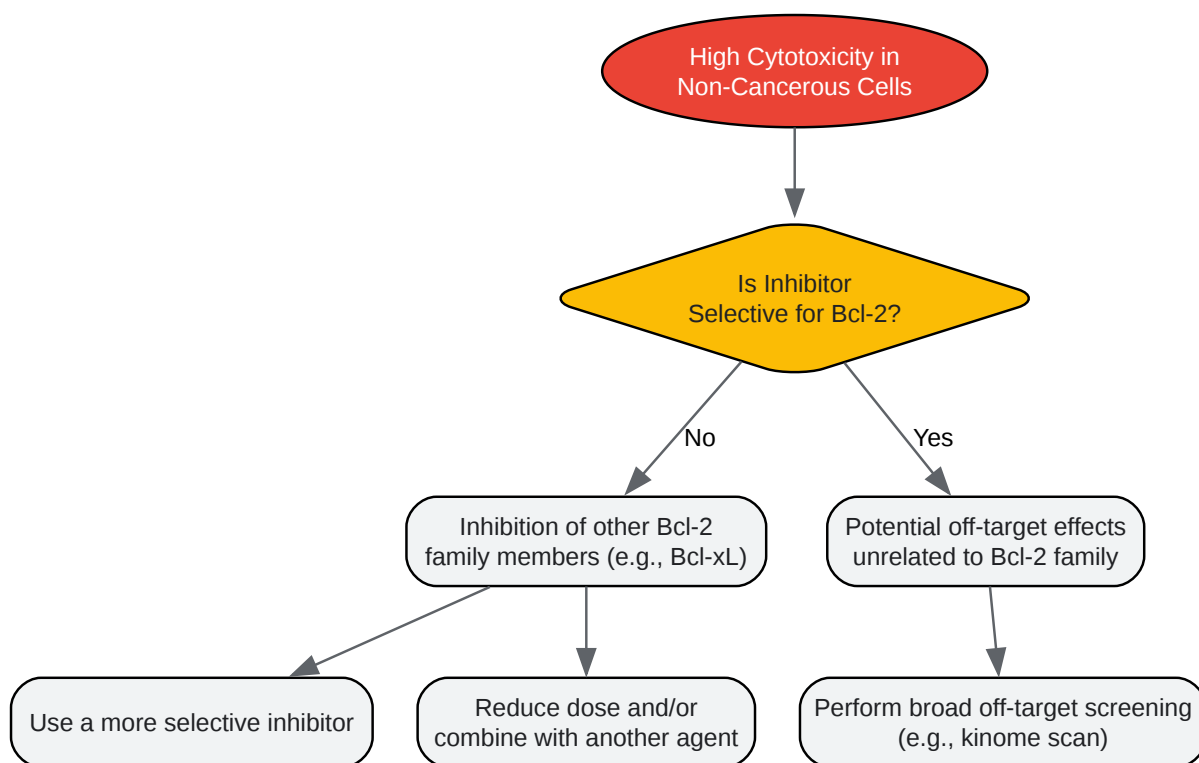 High Cytotoxicity in
Non-Cancerous Cells
Is Inhibitor
Selective for Bcl-2?
No
Yes
Inhibition of other Bcl-2
family members (e.g., Bcl-xL)
Potential off-target effects
unrelated to Bcl-2 family
Use a more selective inhibitor
Reduce dose and/or
combine with another agent
Perform broad off-target screening
(e.g., kinome scan)